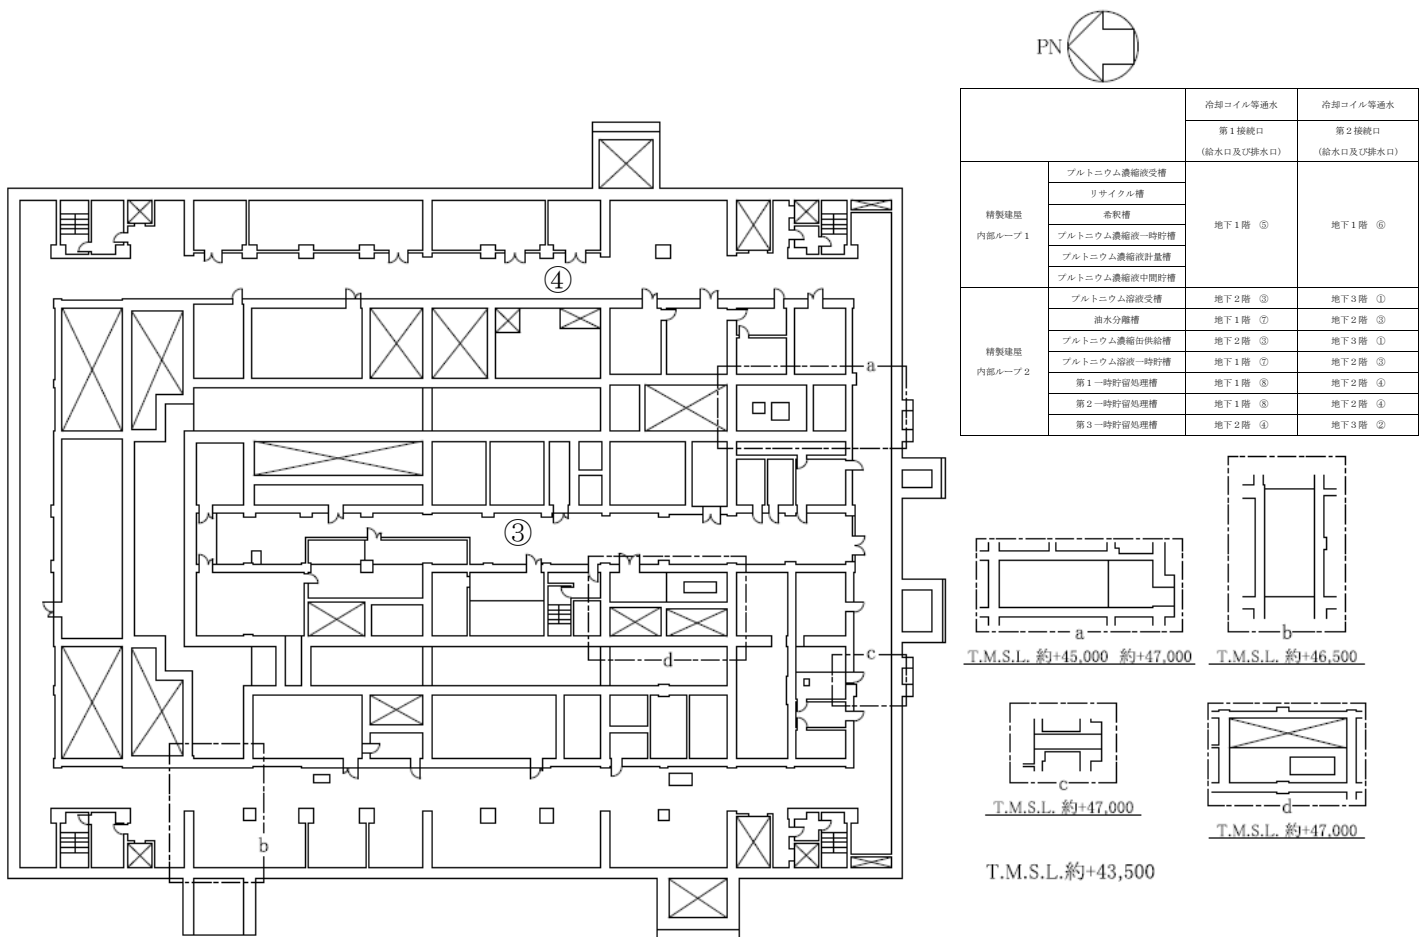 PN
冷却コイル等通水 冷却コイル等通水
第1接続口 第2接続口
(給水口及び排水口) (給水口及び排水口)
精製建屋
内部ループ1
プルトニウム濃縮液受槽
リサイクル槽
希釈槽
プルトニウム濃縮液一時貯槽
プルトニウム濃縮液計量槽
プルトニウム濃縮液中間貯槽
地下1階 ⑤ 地下1階 ⑥
精製建屋
内部ループ2
プルトニウム溶液受槽 地下2階 ③ 地下3階 ①
油水分離槽 地下1階 ⑦ 地下2階 ③
プルトニウム濃縮缶供給槽 地下2階 ③ 地下3階 ①
プルトニウム溶液一時貯槽 地下1階 ⑦ 地下2階 ③
第1一時貯留処理槽 地下1階 ⑧ 地下2階 ④
第2一時貯留処理槽 地下1階 ⑧ 地下2階 ④
第3一時貯留処理槽 地下2階 ④ 地下3階 ②
④
a
③
d
c
b
a
T.M.S.L. 約+45,000 約+47,000
b
T.M.S.L. 約+46,500
c
T.M.S.L. 約+47,000
d
T.M.S.L. 約+47,000
T.M.S.L.約+43,500